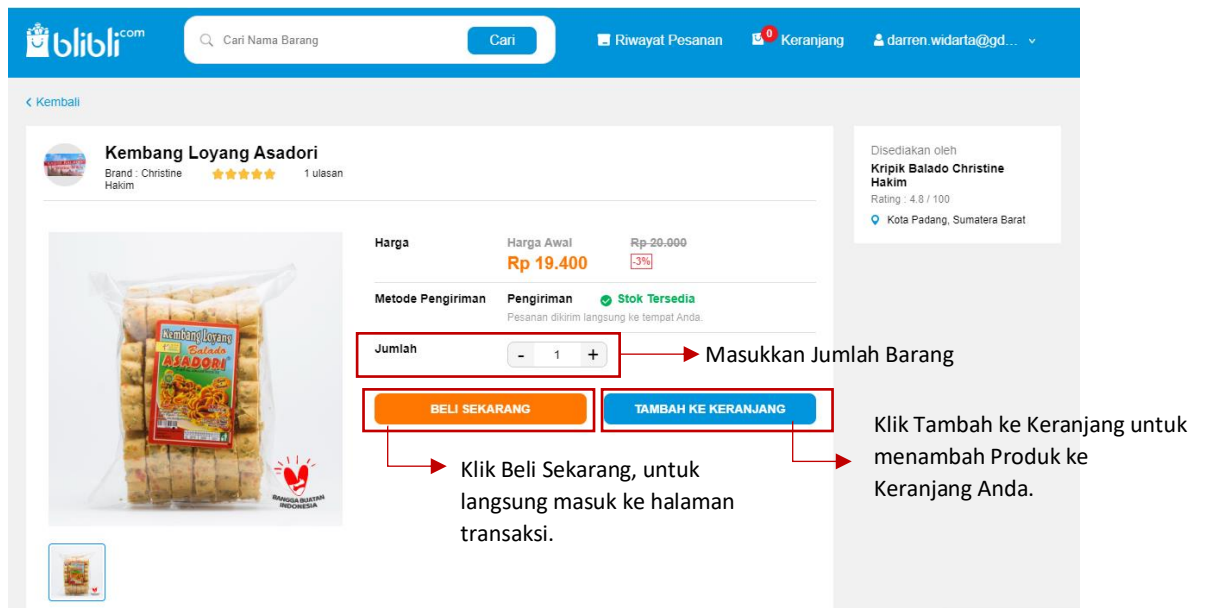 blibli.com
Cari Nama Barang
Cari
Riwayat Pesanan
0
Keranjang
darren.widarta@gd...
Kembali
Kembang Loyang Asadori
Brand : Christine
Hakim
1 ulasan
Disediakan oleh
Kripik Balado Christine
Hakim
Rating : 4.8 / 100
Kota Padang, Sumatera Barat
Harga
Harga Awal
Rp 20.000
Rp 19.400
-3%
Metode Pengiriman
Pengiriman
Stok Tersedia
Pesanan dikirim langsung ke tempat Anda.
Jumlah
- 1 +
Masukkan Jumlah Barang
BELI SEKARANG
TAMBAH KE KERANJANG
Klik Beli Sekarang, untuk
langsung masuk ke halaman
transaksi.
Klik Tambah ke Keranjang untuk
menambah Produk ke
Keranjang Anda.
Kembang Loyang
Balado
ASADORI
BANGGA BUATAN
INDONESIA